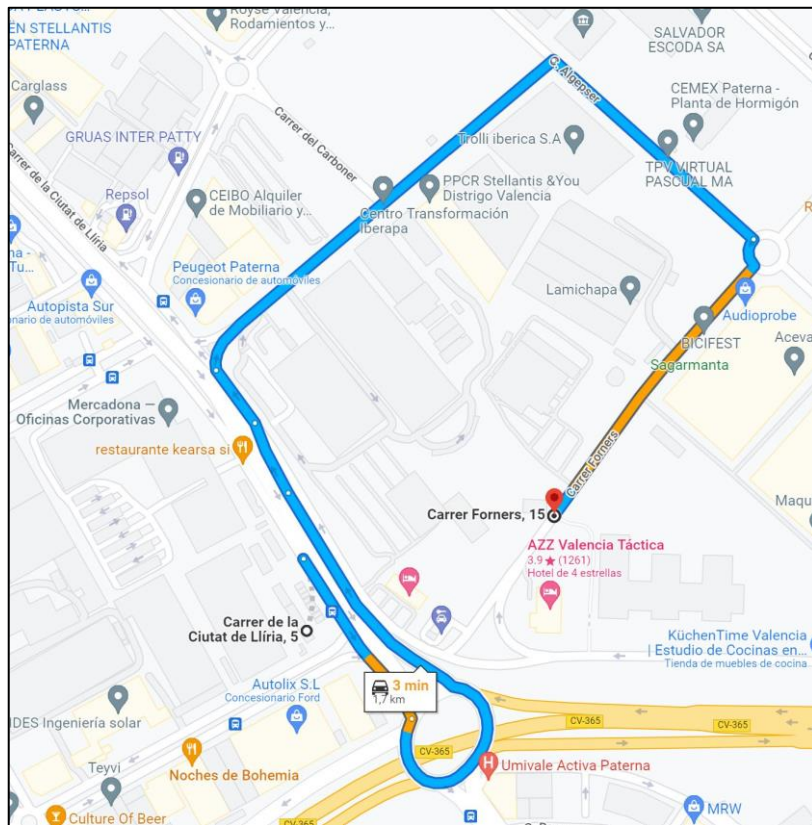 EN STELLANTIS
PATERNA
Royse Valencia,
Rodamientos y...
SALVADOR
ESCODA SA
Carglass
C. Algepser
CEMEX Paterna -
Planta de Hormigón
GRUAS INTER PATTY
Carrer del Carboner
Trolli iberica S.A
TPV VIRTUAL
PASCUAL MA
Carrer de la Ciutat de Llíria
Repsol
CEIBO Alquiler
de Mobiliario y...
PPCR Stellantis &You
Distrigo Valencia
Centro Transformación
Iberapa
Peugeot Paterna
Concesionario de automóviles
Lamichapa
Autopista Sur
onario de automóviles
Audioprobe
BICIFEST
Aceva
Sagarmanta
Mercadona —
Oficinas Corporativas
restaurante kearsa si
Carrer Forners
Maqu
Carrer Forners, 15
AZZ Valencia Táctica
3.9 ★ (1261)
Hotel de 4 estrellas
Carrer de la
Ciutat de Llíria, 5
KüchenTime Valencia
| Estudio de Cocinas en...
Tienda de muebles de cocina
3 min
1,7 km
Autolix S.L
Concesionario Ford
IDES Ingeniería solar
CV-365
CV-365
CV-365
CV-365
Noches de Bohemia
Umivale Activa Paterna
Teyvi
MRW
Culture Of Beer